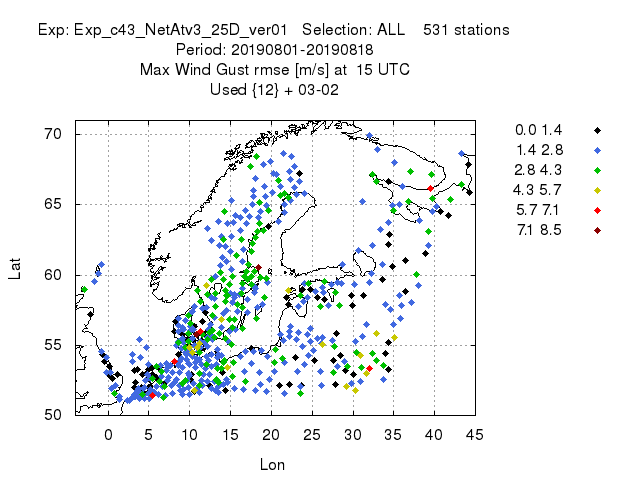 Exp: Exp_c43_NetAtv3_25D_ver01 Selection: ALL 531 stations
Period: 20190801-20190818
Max Wind Gust rmse [m/s] at 15 UTC
Used {12} + 03-02
0.0 1.4
1.4 2.8
2.8 4.3
4.3 5.7
5.7 7.1
7.1 8.5
70
65
60
55
50
Lat
0 5 10 15 20 25 30 35 40 45
Lon